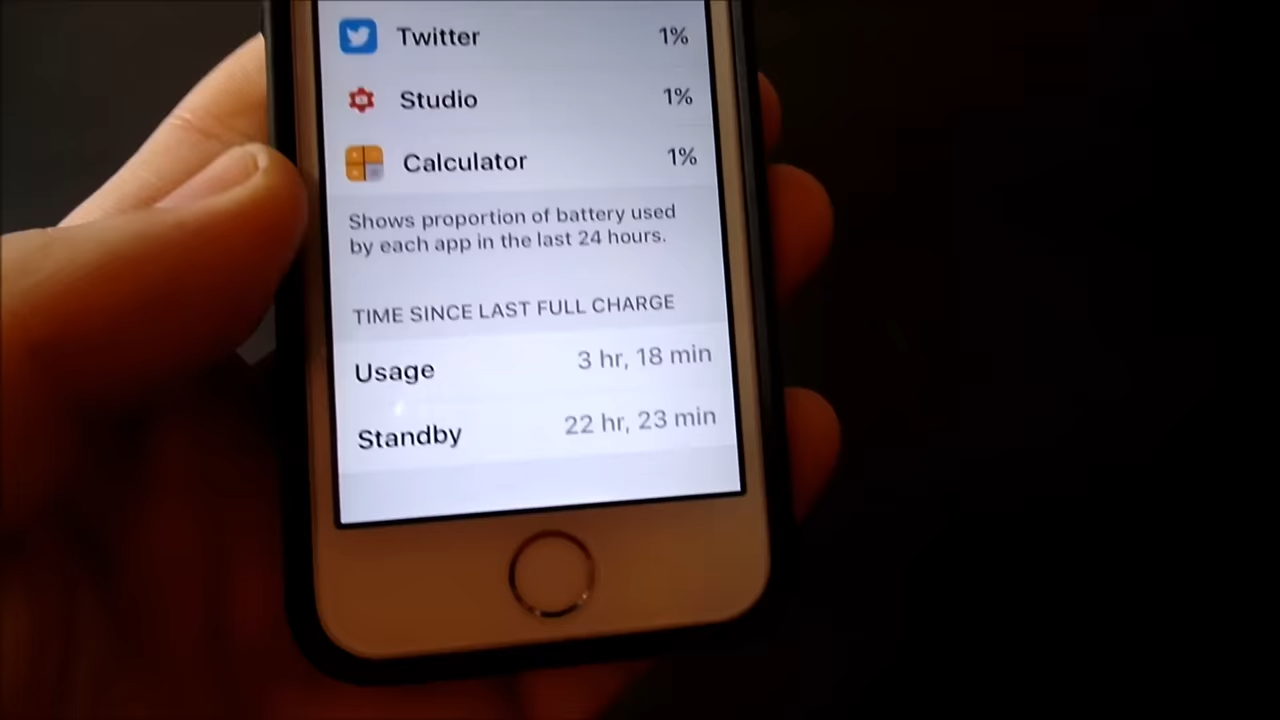 Twitter 1%
Studio 1%
Calculator 1%
Shows proportion of battery used
by each app in the last 24 hours.
TIME SINCE LAST FULL CHARGE
Usage 3 hr, 18 min
Standby 22 hr, 23 min